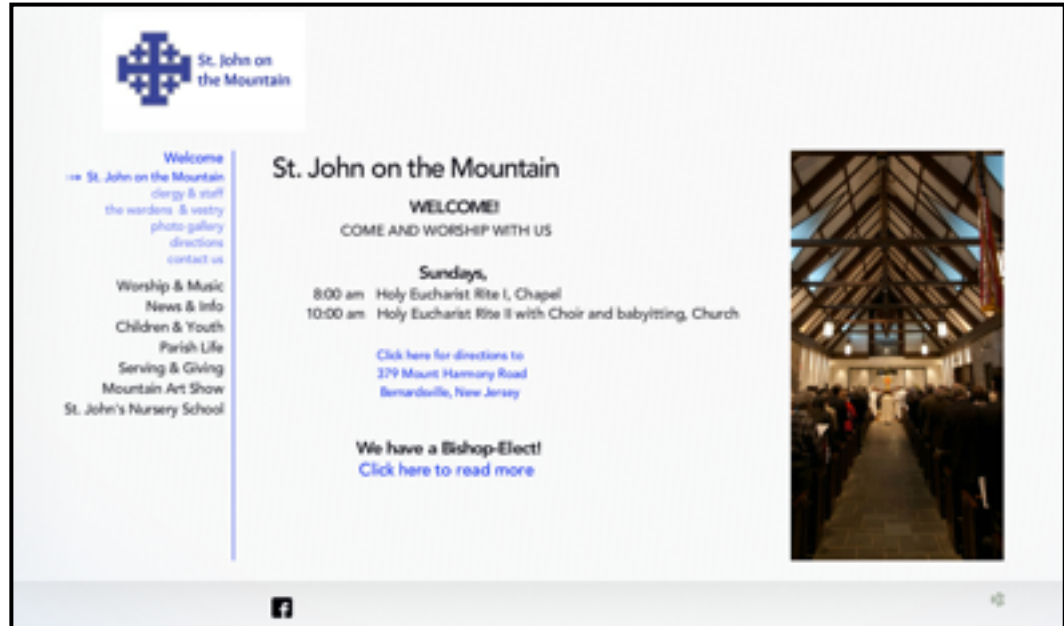 St. John on
the Mountain
Welcome
St. John on the Mountain
clergy & staff
the wardens & vestry
photo gallery
directions
contact us
Worship & Music
News & Info
Children & Youth
Parish Life
Serving & Giving
Mountain Art Show
St. John's Nursery School
St. John on the Mountain
WELCOME!
COME AND WORSHIP WITH US
Sundays,
8:00 am Holy Eucharist Rite I, Chapel
10:00 am Holy Eucharist Rite II with Choir and babyitting, Church
Click here for directions to
379 Mount Harmony Road
Bernardsville, New Jersey
We have a Bishop-Elect!
Click here to read more